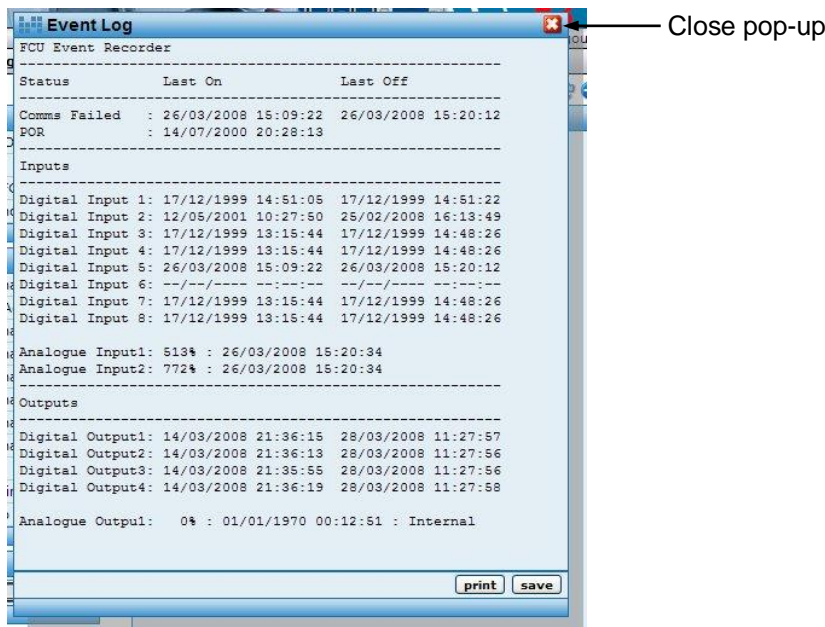 Event Log
Close pop-up
FCU Event Recorder
---------------------------------------------------------
Status Last On Last Off
---------------------------------------------------------
Comms Failed : 26/03/2008 15:09:22 26/03/2008 15:20:12
POR : 14/07/2000 20:28:13
---------------------------------------------------------
Inputs
---------------------------------------------------------
Digital Input 1: 17/12/1999 14:51:05 17/12/1999 14:51:22
Digital Input 2: 12/05/2001 10:27:50 25/02/2008 16:13:49
Digital Input 3: 17/12/1999 13:15:44 17/12/1999 14:48:26
Digital Input 4: 17/12/1999 13:15:44 17/12/1999 14:48:26
Digital Input 5: 26/03/2008 15:09:22 26/03/2008 15:20:12
Digital Input 6: --/--/---- --:--:-- --/--/---- --:--:--
Digital Input 7: 17/12/1999 13:15:44 17/12/1999 14:48:26
Digital Input 8: 17/12/1999 13:15:44 17/12/1999 14:48:26
Analogue Input1: 513% : 26/03/2008 15:20:34
Analogue Input2: 772% : 26/03/2008 15:20:34
---------------------------------------------------------
Outputs
---------------------------------------------------------
Digital Output1: 14/03/2008 21:36:15 28/03/2008 11:27:57
Digital Output2: 14/03/2008 21:36:13 28/03/2008 11:27:56
Digital Output3: 14/03/2008 21:35:55 28/03/2008 11:27:56
Digital Output4: 14/03/2008 21:36:19 28/03/2008 11:27:58
Analogue Outpu1: 0% : 01/01/1970 00:12:51 : Internal
print save